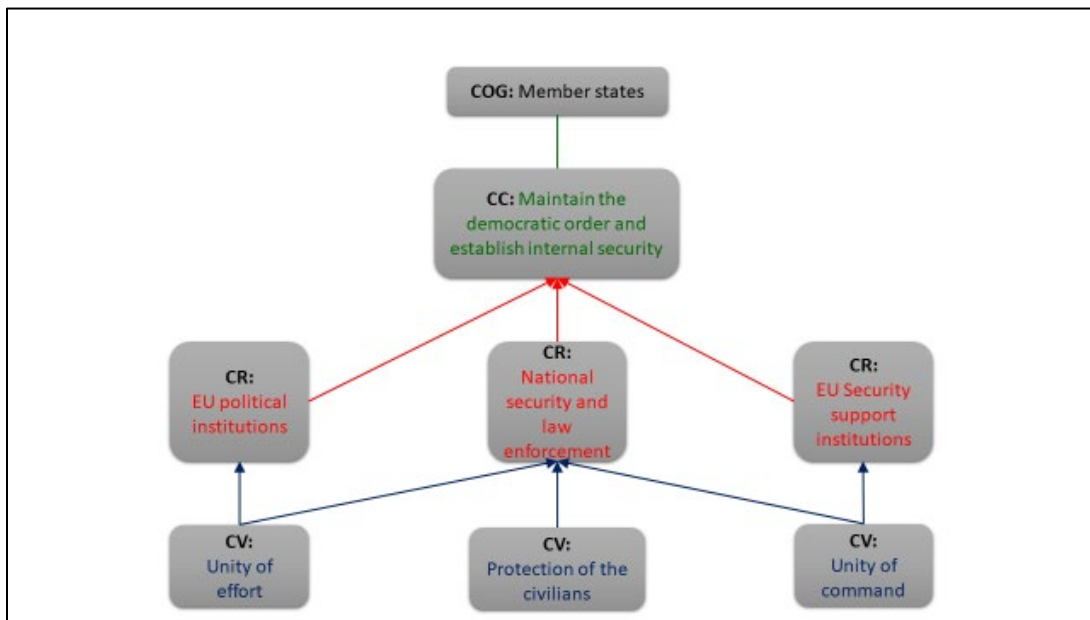 COG: Member states
CC: Maintain the
democratic order and
establish internal security
CR:
EU political
institutions
CR:
National
security and
law
enforcement
CR:
EU Security
support
institutions
CV:
Unity of
effort
CV:
Protection of the
civilians
CV:
Unity of
command